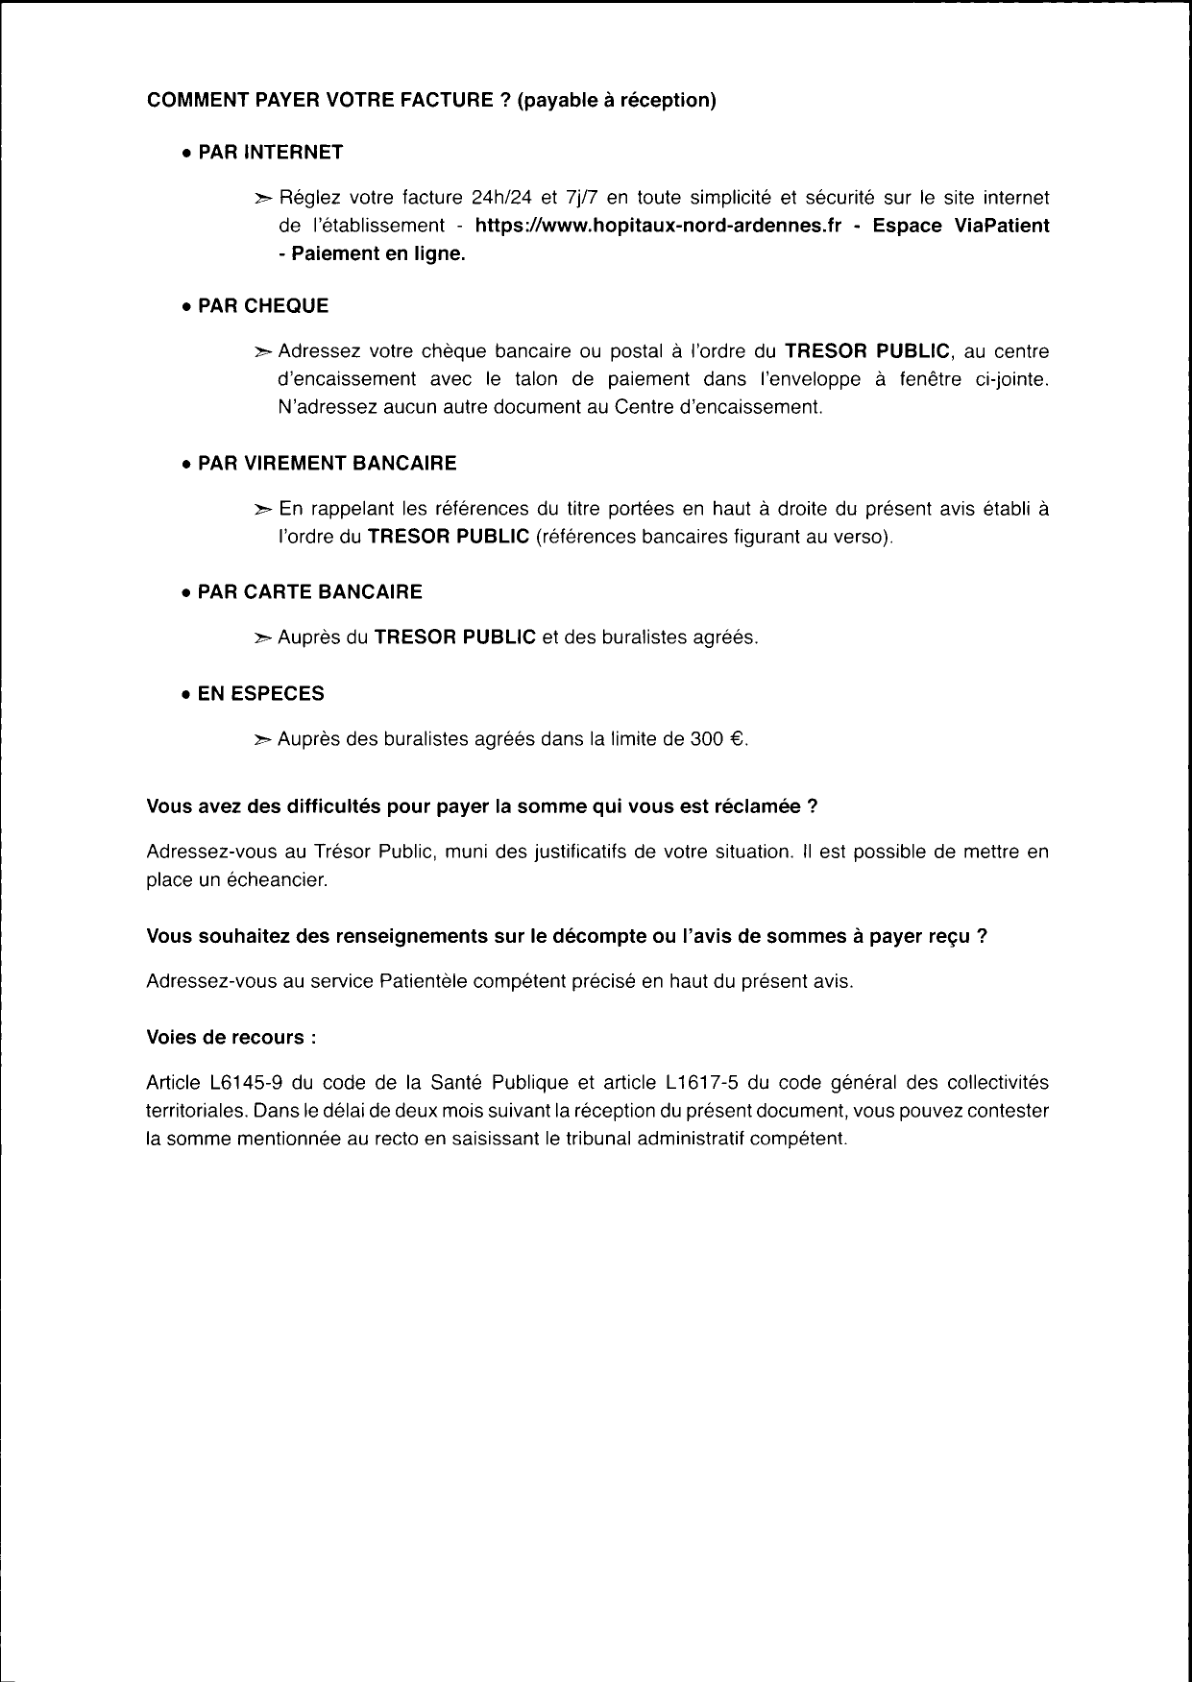 COMMENT PAYER VOTRE FACTURE ? (payable à réception)
• PAR INTERNET
➢ Réglez votre facture 24h/24 et 7j/7 en toute simplicité et sécurité sur le site internet
de l'établissement - https://www.hopitaux-nord-ardennes.fr - Espace ViaPatient
- Paiement en ligne.
• PAR CHEQUE
➢ Adressez votre chèque bancaire ou postal à l'ordre du TRESOR PUBLIC, au centre
d'encaissement avec le talon de paiement dans l'enveloppe à fenêtre ci-jointe.
N'adressez aucun autre document au Centre d'encaissement.
• PAR VIREMENT BANCAIRE
➢ En rappelant les références du titre portées en haut à droite du présent avis établi à
l'ordre du TRESOR PUBLIC (références bancaires figurant au verso).
• PAR CARTE BANCAIRE
➢ Auprès du TRESOR PUBLIC et des buralistes agréés.
• EN ESPECES
➢ Auprès des buralistes agréés dans la limite de 300 €.
Vous avez des difficultés pour payer la somme qui vous est réclamée ?
Adressez-vous au Trésor Public, muni des justificatifs de votre situation. Il est possible de mettre en
place un écheancier.
Vous souhaitez des renseignements sur le décompte ou l'avis de sommes à payer reçu ?
Adressez-vous au service Patientèle compétent précisé en haut du présent avis.
Voies de recours :
Article L6145-9 du code de la Santé Publique et article L1617-5 du code général des collectivités
territoriales. Dans le délai de deux mois suivant la réception du présent document, vous pouvez contester
la somme mentionnée au recto en saisissant le tribunal administratif compétent.